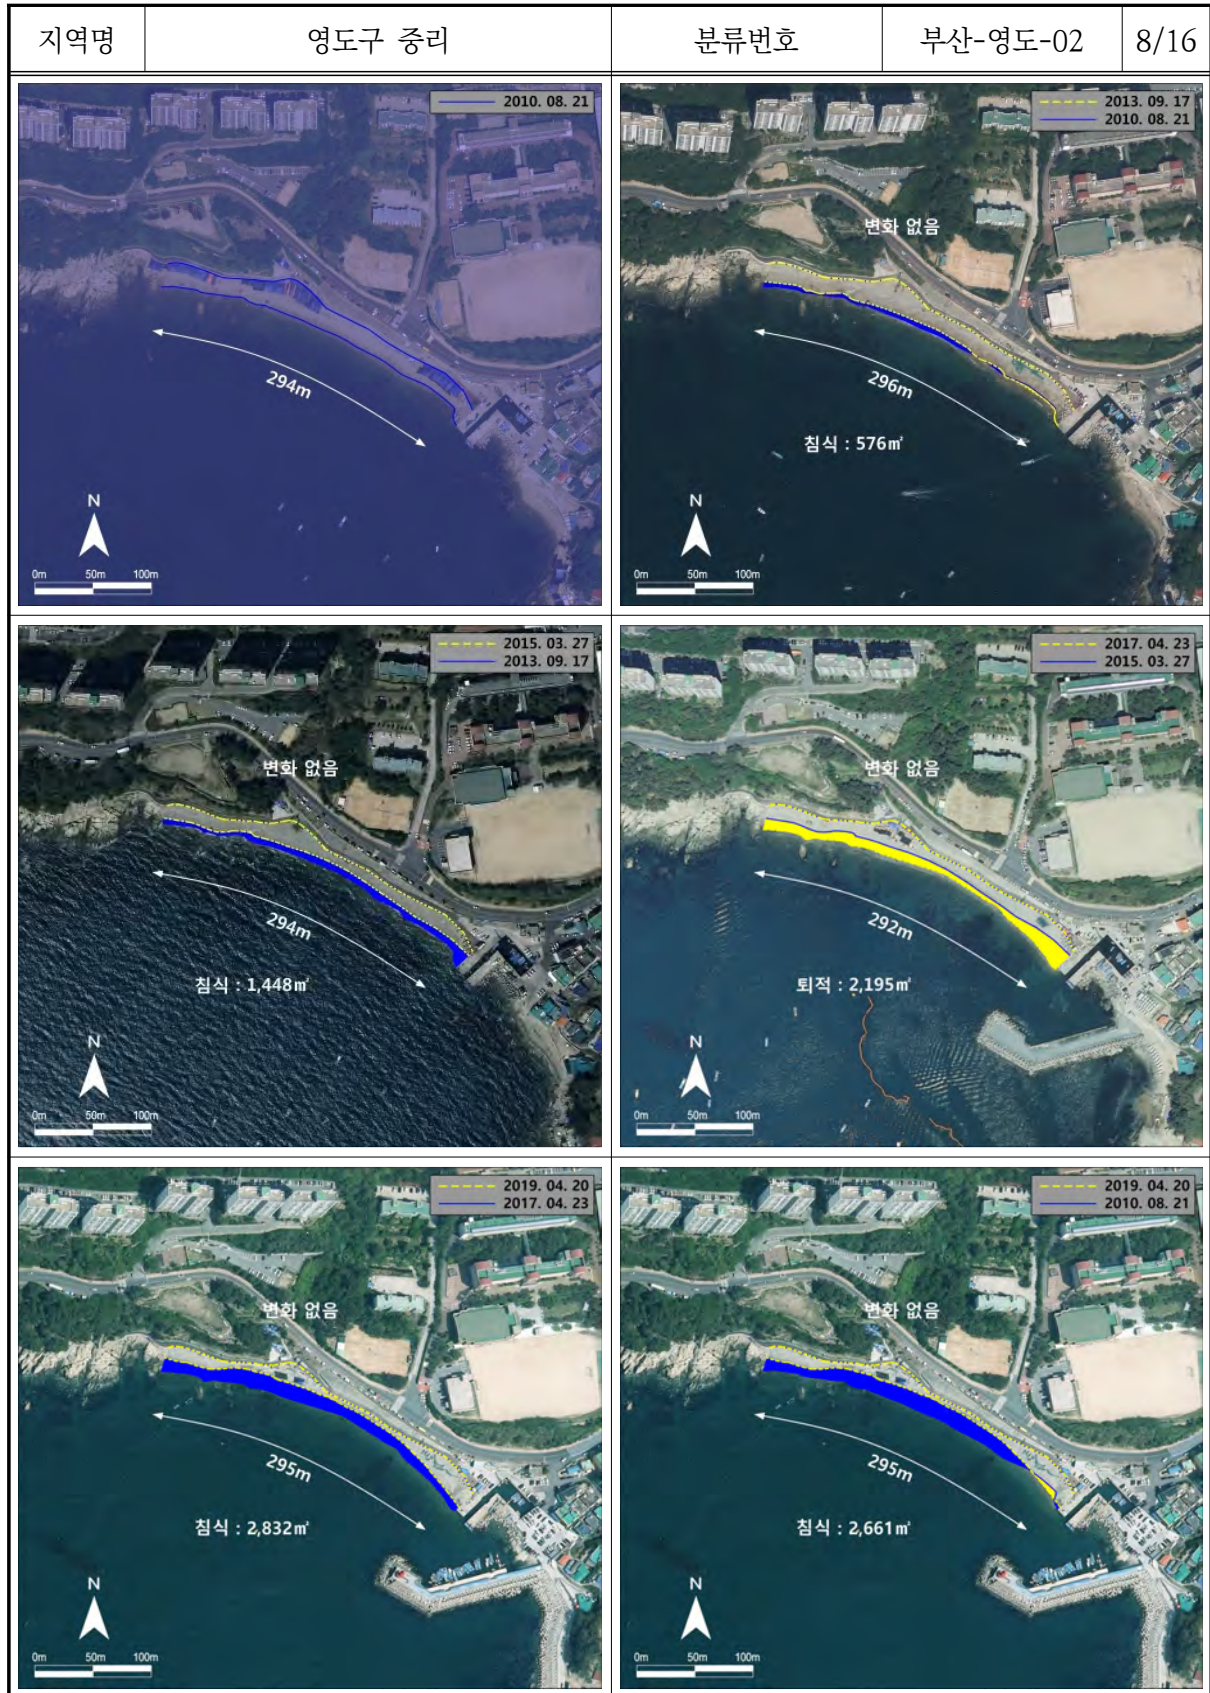 지역명 영도구 중리 분류번호 부산-영도-02 8/16
2010. 08. 21
294m
N
0m 50m 100m
2013. 09. 17
2010. 08. 21
변화 없음
296m
침식 : 576㎡
N
0m 50m 100m
2015. 03. 27
2013. 09. 17
변화 없음
294m
침식 : 1,448㎡
N
0m 50m 100m
2017. 04. 23
2015. 03. 27
변화 없음
292m
퇴적 : 2,195㎡
N
0m 50m 100m
2019. 04. 20
2017. 04. 23
변화 없음
295m
침식 : 2,832㎡
N
0m 50m 100m
2019. 04. 20
2010. 08. 21
변화 없음
295m
침식 : 2,661㎡
N
0m 50m 100m